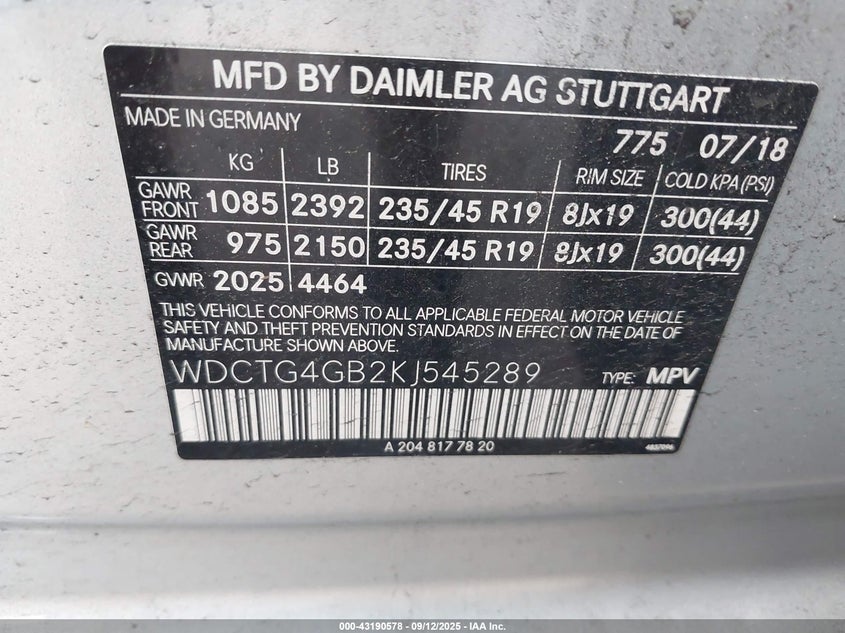 MFD BY DAIMLER AG STUTTGART
MADE IN GERMANY 775 07/18
KG LB TIRES RIM SIZE COLD KPA (PSI)
GAWR FRONT 1085 2392 235/45 R19 8Jx19 300(44)
GAWR REAR 975 2150 235/45 R19 8Jx19 300(44)
GVWR 2025 4464
THIS VEHICLE CONFORMS TO ALL APPLICABLE FEDERAL MOTOR VEHICLE
SAFETY AND THEFT PREVENTION STANDARDS IN EFFECT ON THE DATE OF
MANUFACTURE SHOWN ABOVE.
WDCTG4GB2KJ545289 TYPE: MPV
A 204 817 78 20
000-43190578 - 09/12/2025 - IAA Inc.